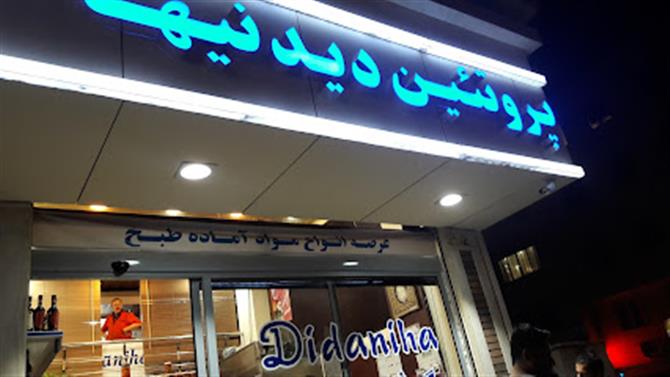 پروتئین دیدنیها
عرضه انواع مواد آماده طبخ
Didaniha